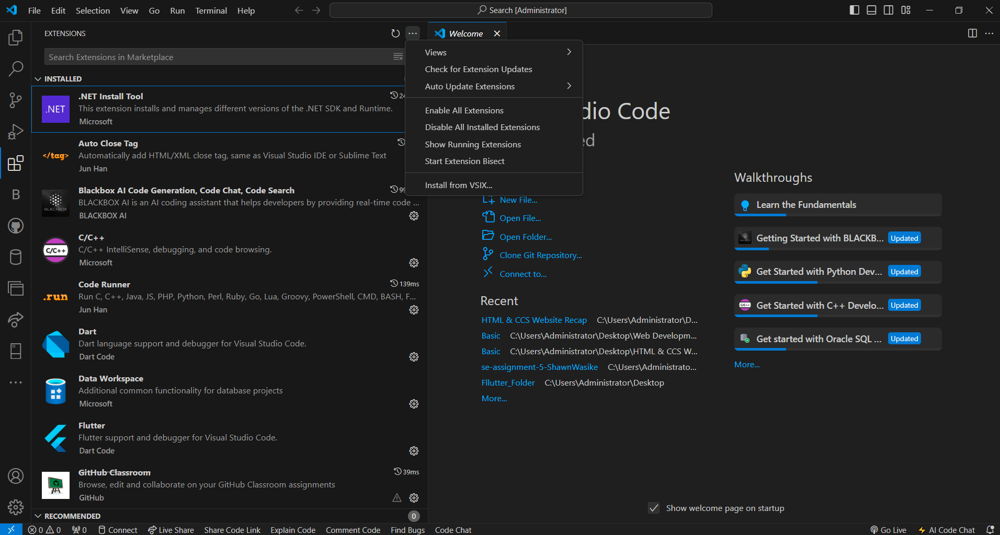 File Edit Selection View Go Run Terminal Help
Search [Administrator]
EXTENSIONS
Welcome
Search Extensions in Marketplace
INSTALLED
.NET
.NET Install Tool
This extension installs and manages different versions of the .NET SDK and Runtime.
Microsoft
</tag>
Auto Close Tag
Automatically add HTML/XML close tag, same as Visual Studio IDE or Sublime Text
Jun Han
BLACKBOX
Blackbox AI Code Generation, Code Chat, Code Search
BLACKBOX AI is an AI coding assistant that helps developers by providing real-time code ...
BLACKBOX AI
B
C/C++
C/C++
C/C++ IntelliSense, debugging, and code browsing.
Microsoft
.run
Code Runner
139ms
Run C, C++, Java, JS, PHP, Python, Perl, Ruby, Go, Lua, Groovy, PowerShell, CMD, BASH, F...
Jun Han
Dart
Dart language support and debugger for Visual Studio Code.
Dart Code
Data Workspace
Additional common functionality for database projects
Microsoft
Flutter
Flutter support and debugger for Visual Studio Code.
Dart Code
GitHub Classroom
39ms
Browse, edit and collaborate on your GitHub Classroom assignments
GitHub
RECOMMENDED
0
Views
Check for Extension Updates
Auto Update Extensions
Enable All Extensions
Disable All Installed Extensions
Show Running Extensions
Start Extension Bisect
Install from VSIX...
dio Code
ed
New File...
Open File...
Open Folder...
Clone Git Repository...
Connect to...
Recent
HTML & CCS Website Recap C:\Users\Administrator\D...
Basic C:\Users\Administrator\Desktop\Web Developm...
Basic C:\Users\Administrator\Desktop\HTML & CCS W...
se-assignment-5-ShawnWasike C:\Users\Administrato...
Fllutter_Folder C:\Users\Administrator\Desktop
More...
Walkthroughs
Learn the Fundamentals
Getting Started with BLACKB... Updated
Get Started with Python Dev... Updated
Get Started with C++ Develo... Updated
Get started with Oracle SQL ... Updated
More...
Show welcome page on startup
0 0 0 Connect Live Share Share Code Link Explain Code Comment Code Find Bugs Code Chat Go Live AI Code Chat